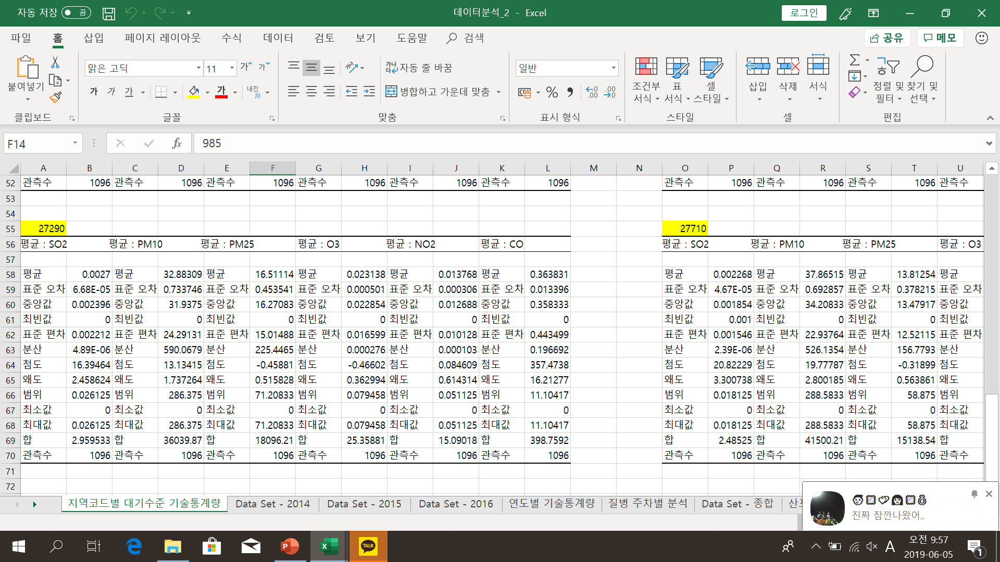 자동 저장 끔 데이터분석_2 - Excel 로그인
파일 홈 삽입 페이지 레이아웃 수식 데이터 검토 보기 도움말 검색 공유 메모
맑은 고딕 11 가 가 가나다 자동 줄 바꿈 일반
붙여넣기 가 가 가 가 내천 川 병합하고 가운데 맞춤 % 조건부 서식 표 서식 셀 스타일 삽입 삭제 서식 정렬 및 필터 찾기 및 선택
클립보드 글꼴 맞춤 표시 형식 스타일 셀 편집
F14 fx 985
A B C D E F G H I J K L M N O P Q R S T U
52 관측수 1096 관측수 1096 관측수 1096 관측수 1096 관측수 1096 관측수 1096 관측수 1096 관측수 1096 관측수 1096 관측수
53
54
55 27290 27710
56 평균 : SO2 평균 : PM10 평균 : PM25 평균 : O3 평균 : NO2 평균 : CO 평균 : SO2 평균 : PM10 평균 : PM25 평균 : O3
57
58 평균 0.0027 평균 32.88309 평균 16.51114 평균 0.023138 평균 0.013768 평균 0.363831 평균 0.002268 평균 37.86515 평균 13.81254 평균
59 표준 오차 6.68E-05 표준 오차 0.733746 표준 오차 0.453541 표준 오차 0.000501 표준 오차 0.000306 표준 오차 0.013396 표준 오차 4.67E-05 표준 오차 0.692857 표준 오차 0.378215 표준 오차
60 중앙값 0.002396 중앙값 31.9375 중앙값 16.27083 중앙값 0.022854 중앙값 0.012688 중앙값 0.358333 중앙값 0.001854 중앙값 34.20833 중앙값 13.47917 중앙값
61 최빈값 0 최빈값 0 최빈값 0 최빈값 0 최빈값 0 최빈값 0 최빈값 0.001 최빈값 0 최빈값 0 최빈값
62 표준 편차 0.002212 표준 편차 24.29131 표준 편차 15.01488 표준 편차 0.016599 표준 편차 0.010128 표준 편차 0.443499 표준 편차 0.001546 표준 편차 22.93764 표준 편차 12.52115 표준 편차
63 분산 4.89E-06 분산 590.0679 분산 225.4465 분산 0.000276 분산 0.000103 분산 0.196692 분산 2.39E-06 분산 526.1354 분산 156.7793 분산
64 첨도 16.39464 첨도 13.13415 첨도 -0.45881 첨도 -0.46602 첨도 0.084609 첨도 357.4738 첨도 20.82229 첨도 19.77787 첨도 -0.31899 첨도
65 왜도 2.458624 왜도 1.737264 왜도 0.515828 왜도 0.362994 왜도 0.614314 왜도 16.21277 왜도 3.300738 왜도 2.800185 왜도 0.563861 왜도
66 범위 0.026125 범위 286.375 범위 71.20833 범위 0.079458 범위 0.051125 범위 11.10417 범위 0.018125 범위 288.5833 범위 58.875 범위
67 최소값 0 최소값 0 최소값 0 최소값 0 최소값 0 최소값 0 최소값 0 최소값 0 최소값 0 최소값
68 최대값 0.026125 최대값 286.375 최대값 71.20833 최대값 0.079458 최대값 0.051125 최대값 11.10417 최대값 0.018125 최대값 288.5833 최대값 58.875 최대값
69 합 2.959533 합 36039.87 합 18096.21 합 25.35881 합 15.09018 합 398.7592 합 2.48525 합 41500.21 합 15138.54 합
70 관측수 1096 관측수 1096 관측수 1096 관측수 1096 관측수 1096 관측수 1096 관측수 1096 관측수 1096 관측수 1096 관측수
71
72
지역코드별 대기수준 기술통계량 Data Set - 2014 Data Set - 2015 Data Set - 2016 연도별 기술통계량 질병 주차별 분석 Data Set - 종합
진짜 잠깐나왔어..
TALK A 오전 9:57
2019-06-05 1